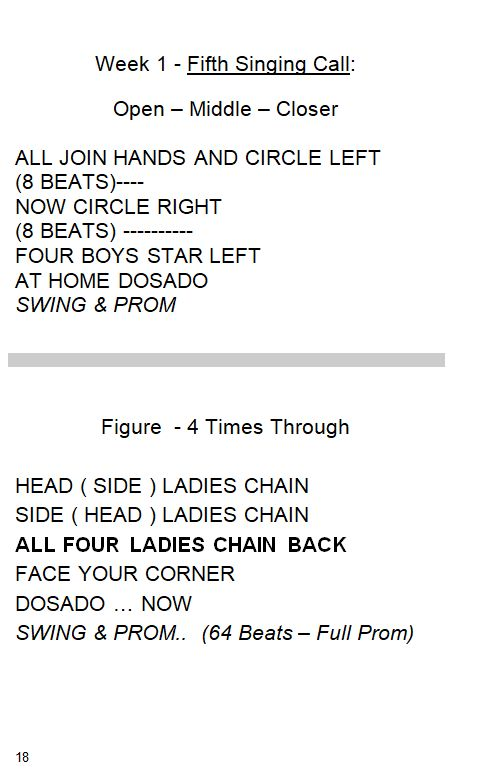 Week 1 - Fifth Singing Call:
Open – Middle – Closer
ALL JOIN HANDS AND CIRCLE LEFT
(8 BEATS)----
NOW CIRCLE RIGHT
(8 BEATS) ----------
FOUR BOYS STAR LEFT
AT HOME DOSADO
SWING & PROM
Figure - 4 Times Through
HEAD ( SIDE ) LADIES CHAIN
SIDE ( HEAD ) LADIES CHAIN
ALL FOUR LADIES CHAIN BACK
FACE YOUR CORNER
DOSADO … NOW
SWING & PROM.. (64 Beats – Full Prom)
18